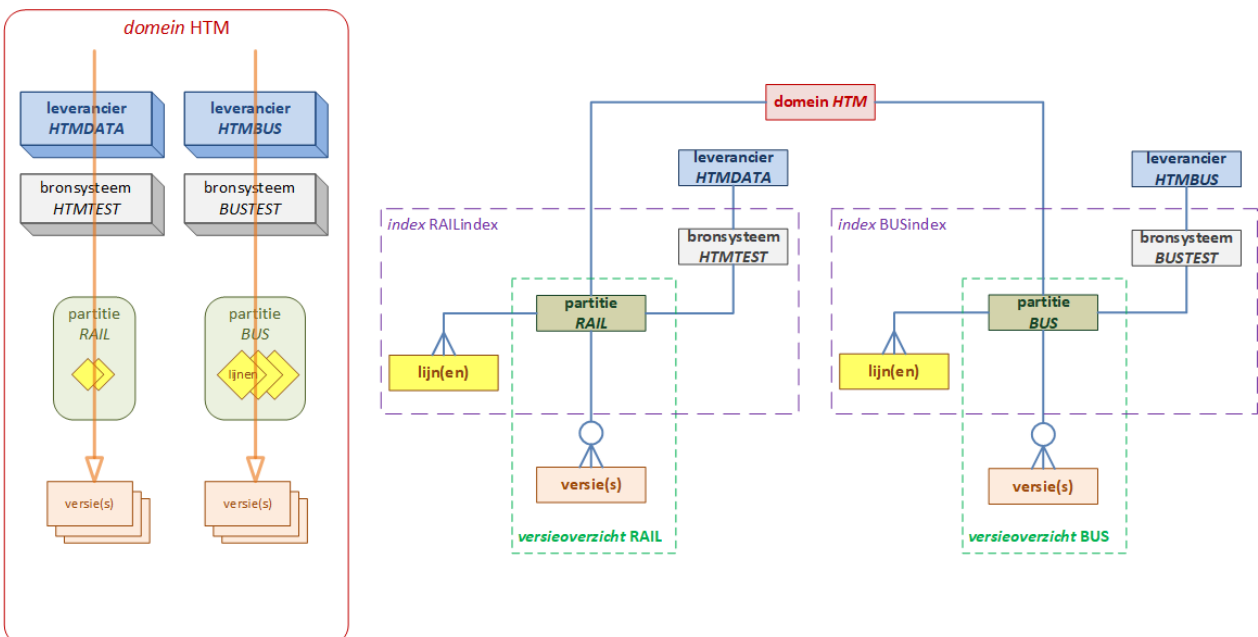 domein HTM
leverancier
HTMDATA
leverancier
HTMBUS
bronsysteem
HTMTEST
bronsysteem
BUSTEST
partitie
RAIL
partitie
BUS
lijnen
versie(s)
versie(s)
domein HTM
leverancier
HTMDATA
index RAILindex
bronsysteem
HTMTEST
partitie
RAIL
lijn(en)
versie(s)
versieoverzicht RAIL
leverancier
HTMBUS
index BUSindex
bronsysteem
BUSTEST
partitie
BUS
lijn(en)
versie(s)
versieoverzicht BUS